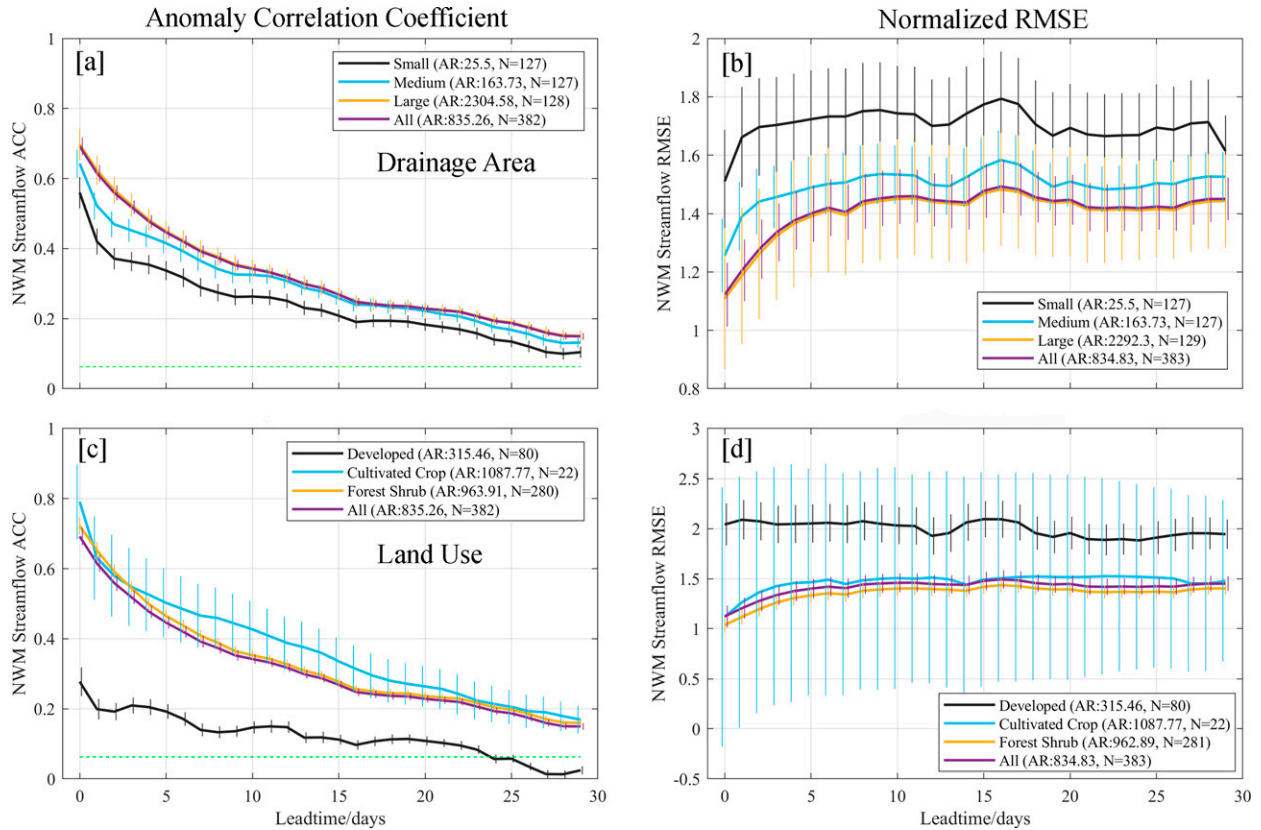 Anomaly Correlation Coefficient
Normalized RMSE
[a]
Small (AR:25.5, N=127)
Medium (AR:163.73, N=127)
Large (AR:2304.58, N=128)
All (AR:835.26, N=382)
Drainage Area
NWM Streamflow ACC
1
0.8
0.6
0.4
0.2
0
0
5
10
15
20
25
30
[b]
Small (AR:25.5, N=127)
Medium (AR:163.73, N=127)
Large (AR:2292.3, N=129)
All (AR:834.83, N=383)
NWM Streamflow RMSE
2
1.8
1.6
1.4
1.2
1
0.8
0
5
10
15
20
25
30
[c]
Developed (AR:315.46, N=80)
Cultivated Crop (AR:1087.77, N=22)
Forest Shrub (AR:963.91, N=280)
All (AR:835.26, N=382)
Land Use
NWM Streamflow ACC
1
0.8
0.6
0.4
0.2
0
0
5
10
15
20
25
30
Leadtime/days
[d]
Developed (AR:315.46, N=80)
Cultivated Crop (AR:1087.77, N=22)
Forest Shrub (AR:962.89, N=281)
All (AR:834.83, N=383)
NWM Streamflow RMSE
3
2.5
2
1.5
1
0.5
0
-0.5
0
5
10
15
20
25
30
Leadtime/days